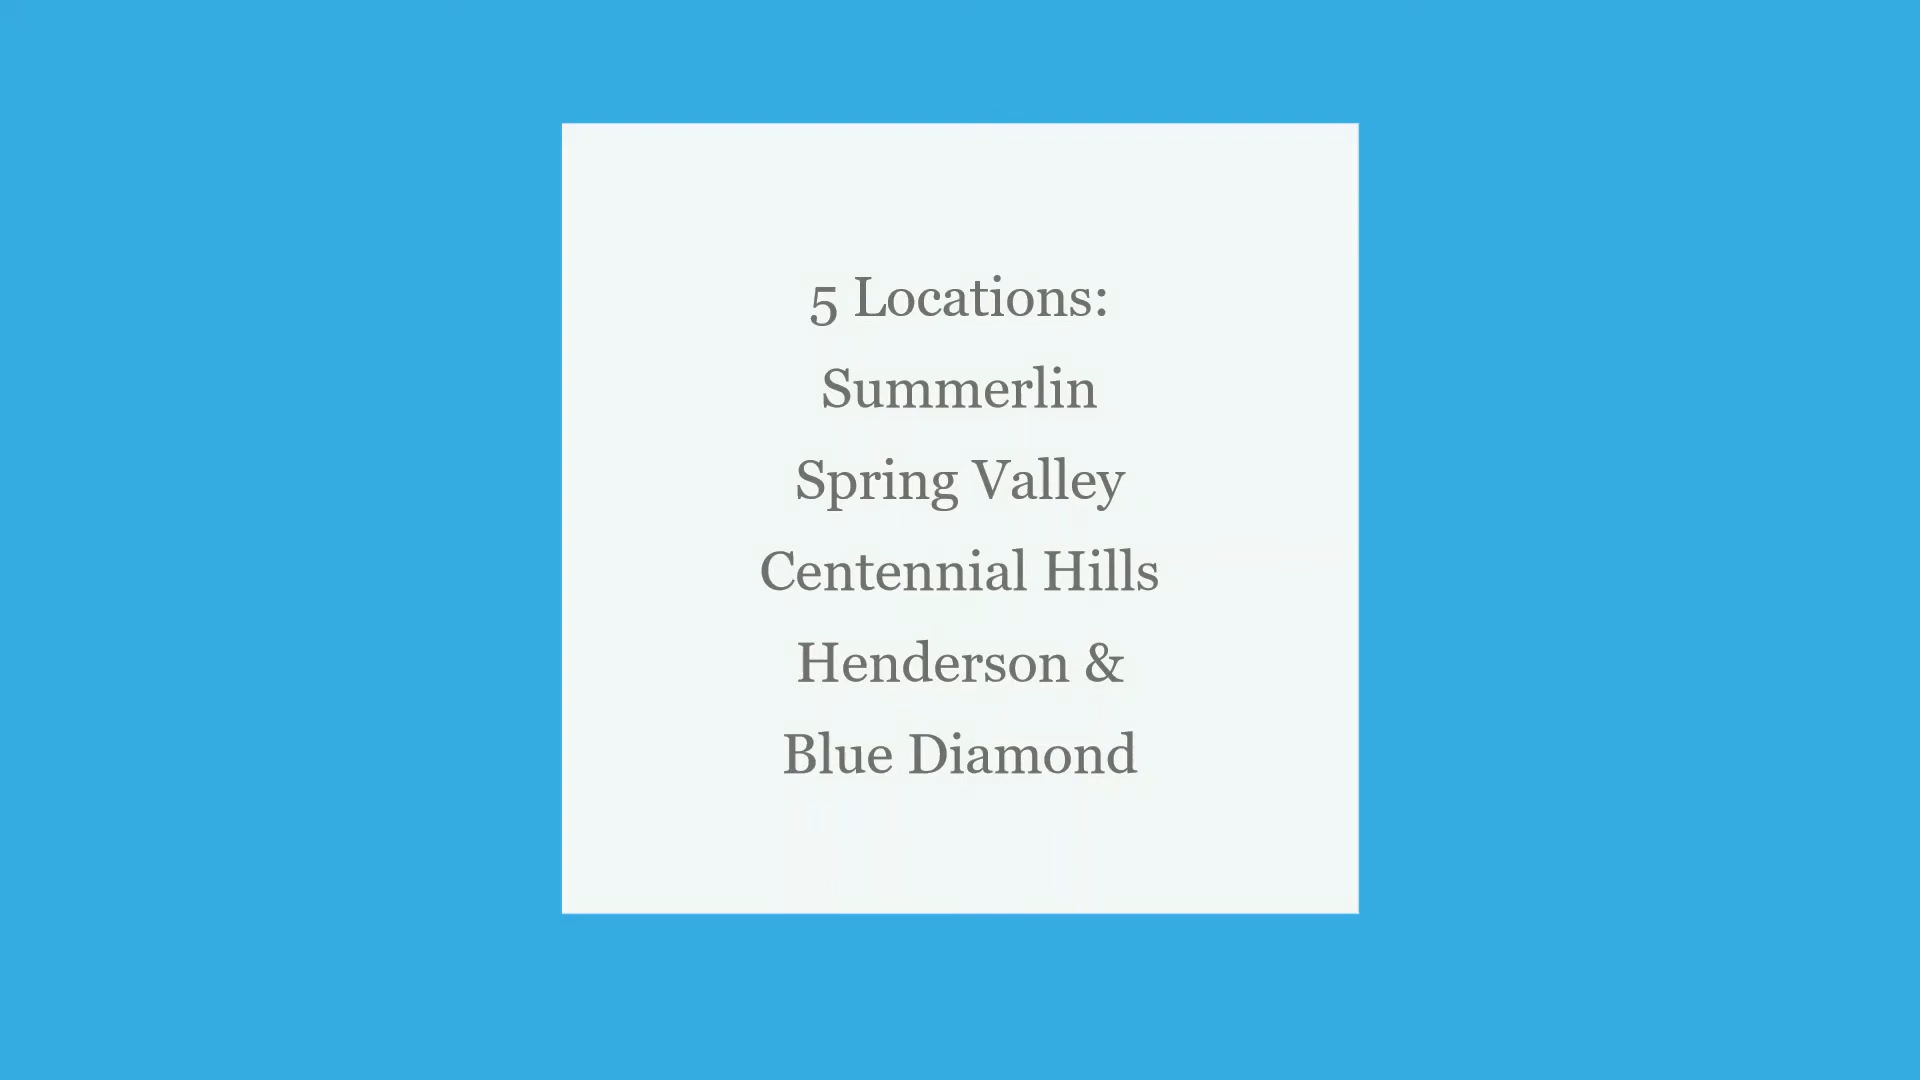 5 Locations:
Summerlin
Spring Valley
Centennial Hills
Henderson &
Blue Diamond